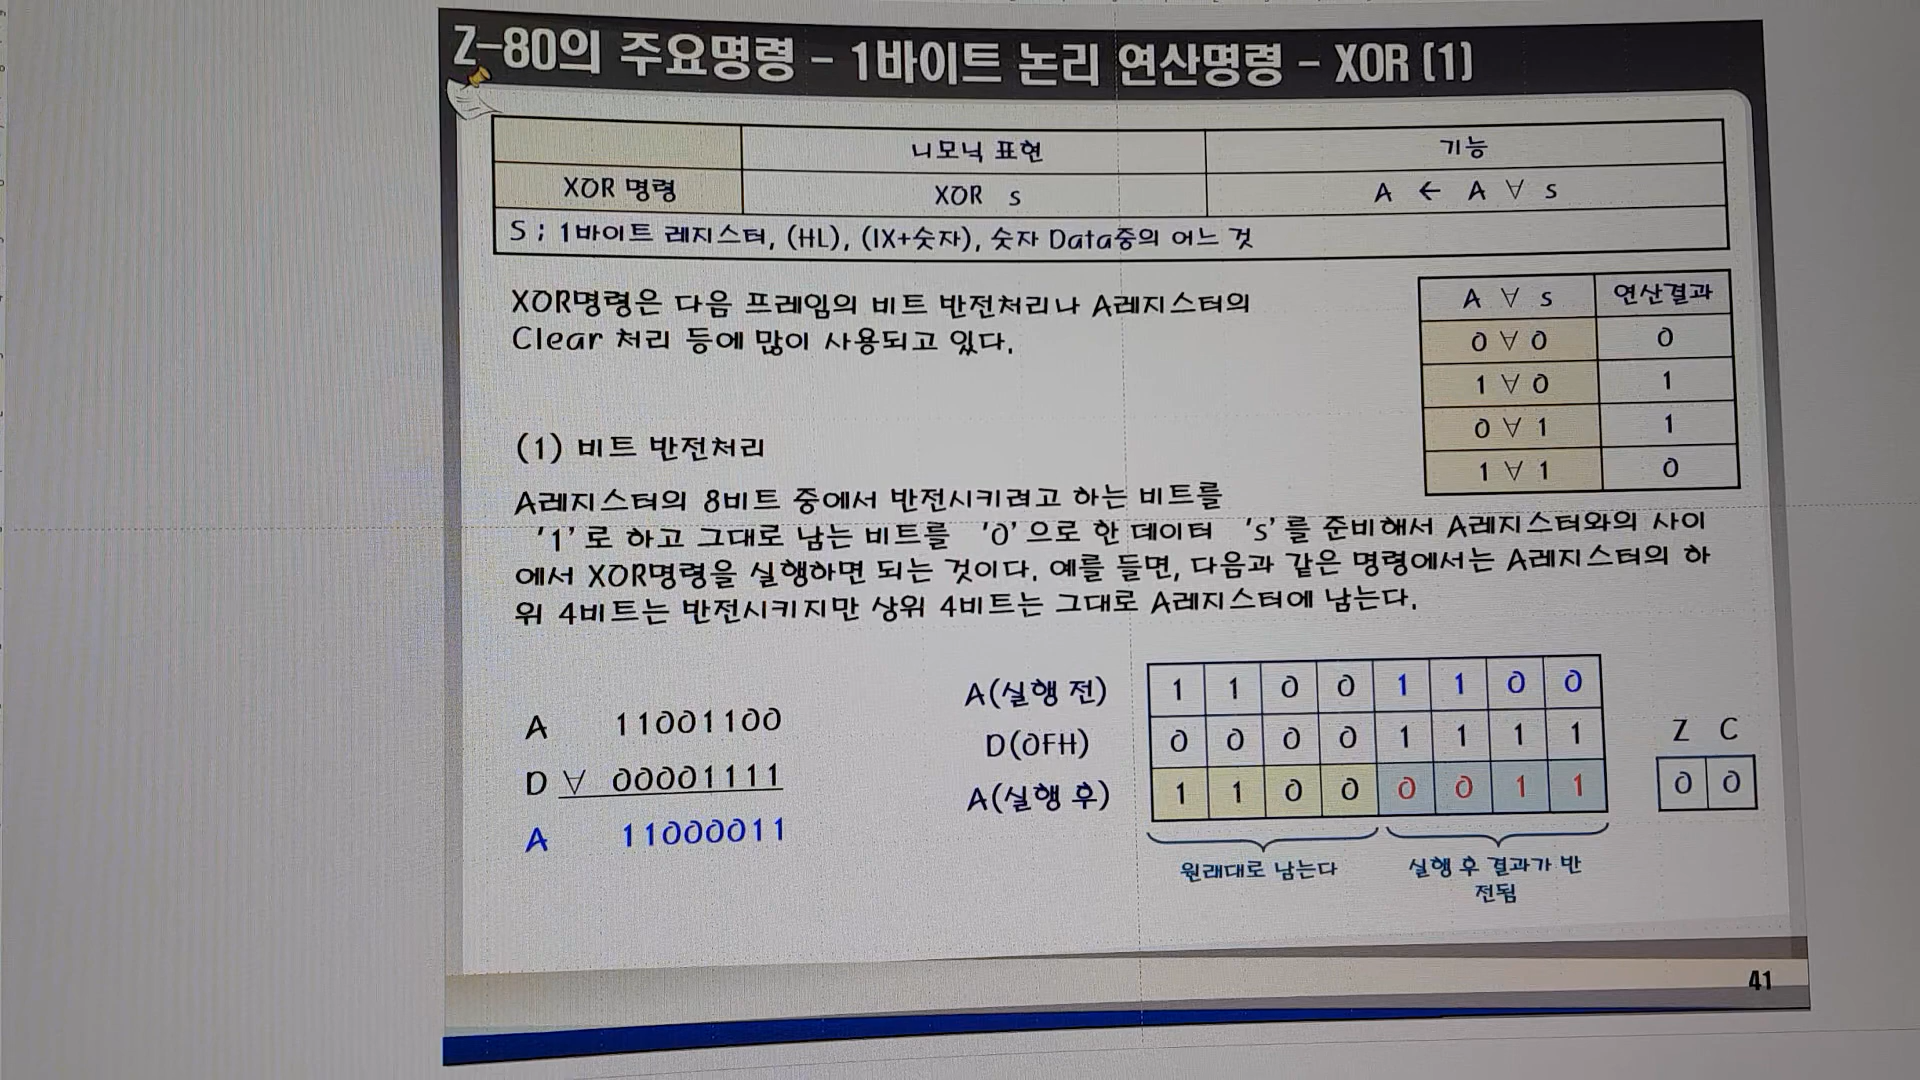 Z-80의 주요명령 - 1바이트 논리 연산명령 - XOR (1)
니모닉 표현 기능
XOR 명령 XOR s A ← A ∀ s
S ; 1바이트 레지스터, (HL), (IX+숫자), 숫자 Data중의 어느 것
XOR명령은 다음 프레임의 비트 반전처리나 A레지스터의
Clear 처리 등에 많이 사용되고 있다.
A ∀ s 연산결과
0 ∀ 0 0
1 ∀ 0 1
0 ∀ 1 1
1 ∀ 1 0
(1) 비트 반전처리
A레지스터의 8비트 중에서 반전시키려고 하는 비트를
'1'로 하고 그대로 남는 비트를 '0'으로 한 데이터 's'를 준비해서 A레지스터와의 사이
에서 XOR명령을 실행하면 되는 것이다. 예를 들면, 다음과 같은 명령에서는 A레지스터의 하
위 4비트는 반전시키지만 상위 4비트는 그대로 A레지스터에 남는다.
A 11001100
D ∀ 00001111
A 11000011
A(실행 전) 1 1 0 0 1 1 0 0
D(0FH) 0 0 0 0 1 1 1 1
A(실행 후) 1 1 0 0 0 0 1 1
Z C
0 0
원래대로 남는다
실행 후 결과가 반
전됨
41